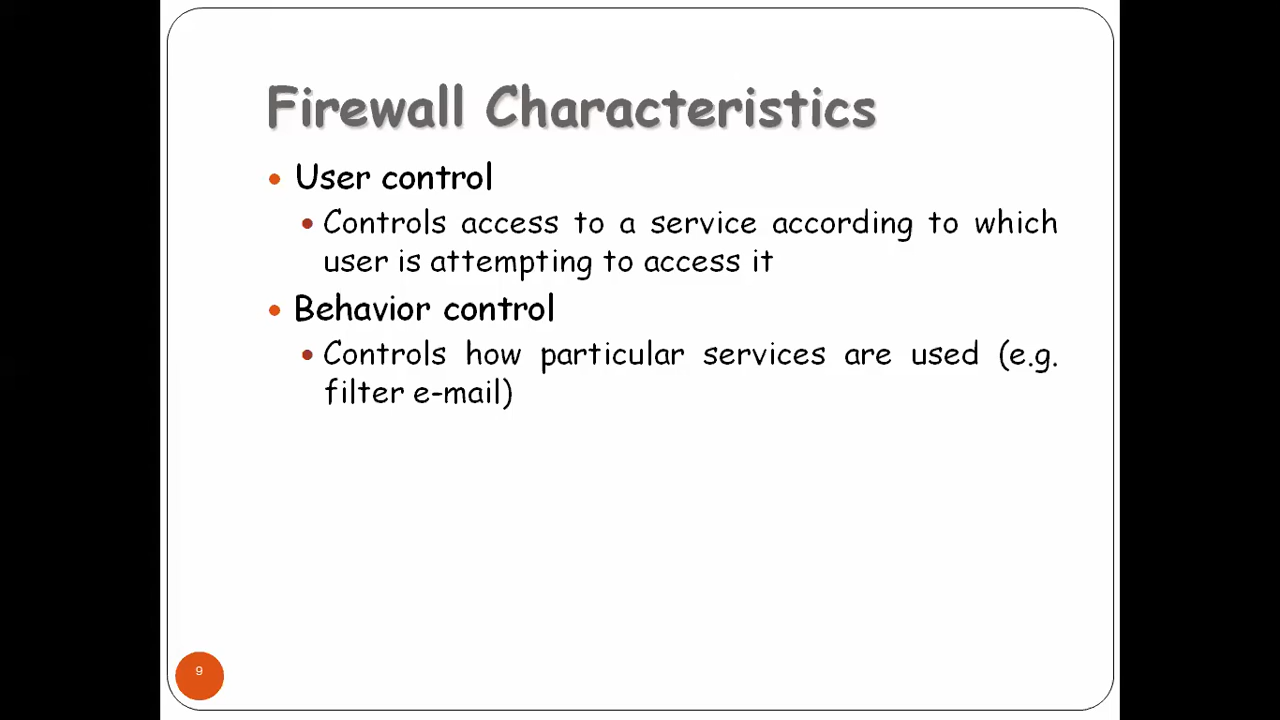 Firewall Characteristics
• User control
• Controls access to a service according to which
user is attempting to access it
• Behavior control
• Controls how particular services are used (e.g.
filter e-mail)
9